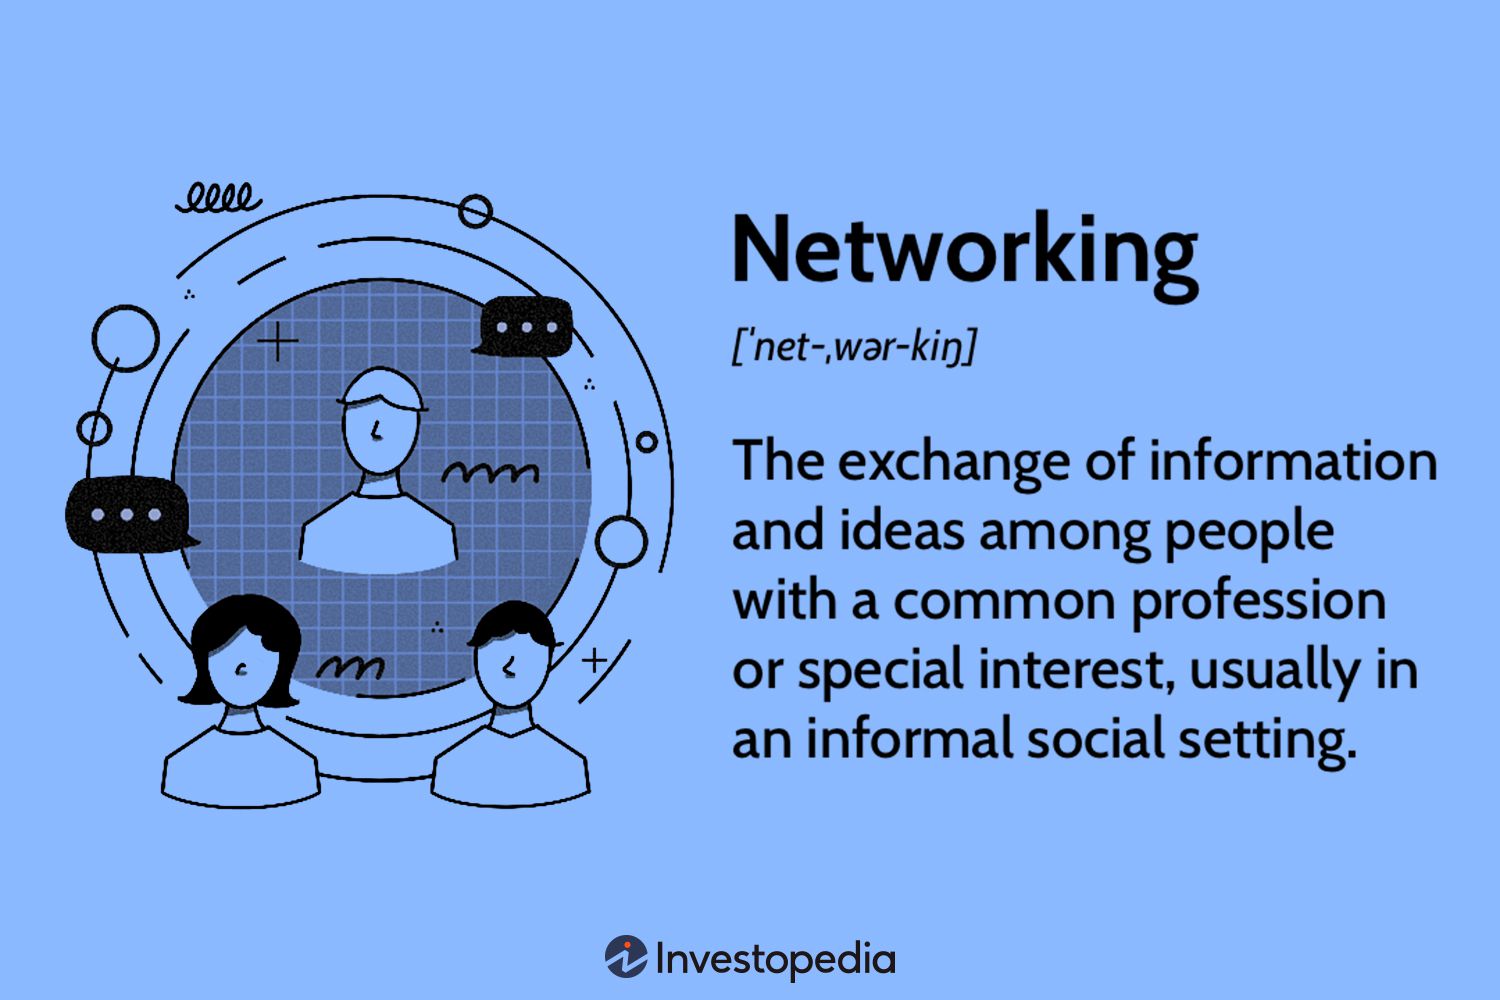 Networking
[ˈnet-ˌwər-kiŋ]
The exchange of information
and ideas among people
with a common profession
or special interest, usually in
an informal social setting.
Investopedia